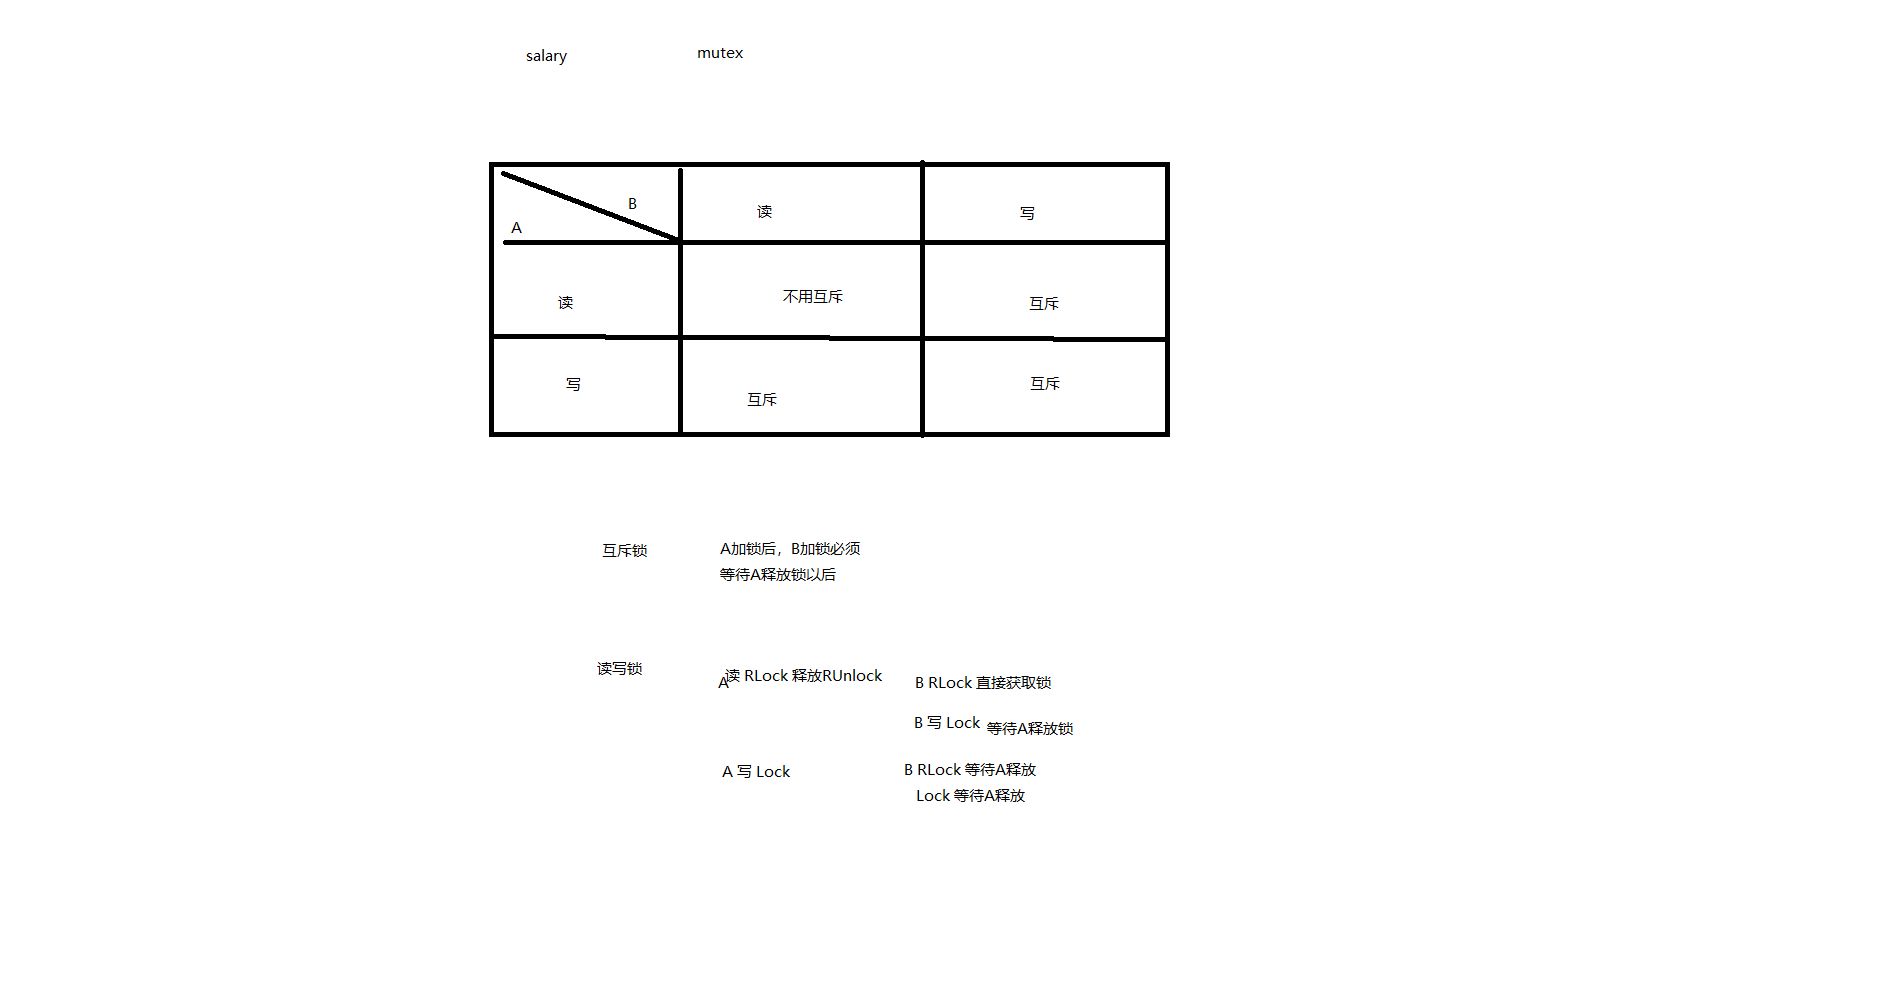 salary
mutex
B
A
读
写
读
不用互斥
互斥
写
互斥
互斥
互斥锁
A加锁后，B加锁必须
等待A释放锁以后
读写锁
A
读 RLock 释放RUnlock
B RLock 直接获取锁
B 写 Lock
等待A释放锁
A 写 Lock
B RLock 等待A释放
Lock 等待A释放